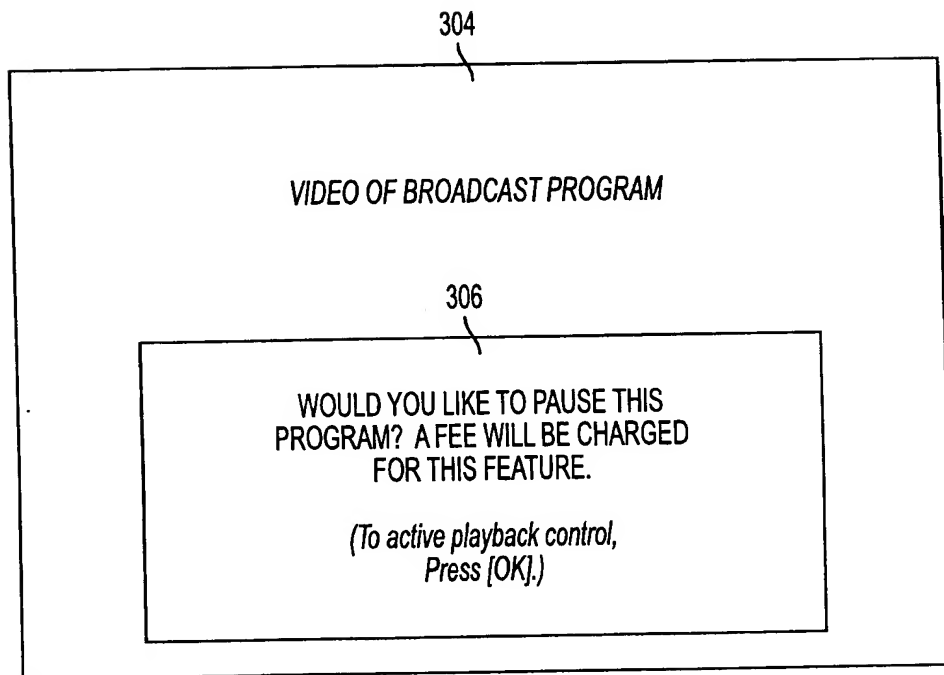 304
VIDEO OF BROADCAST PROGRAM
306
WOULD YOU LIKE TO PAUSE THIS
PROGRAM? A FEE WILL BE CHARGED
FOR THIS FEATURE.
(To active playback control,
Press [OK].)